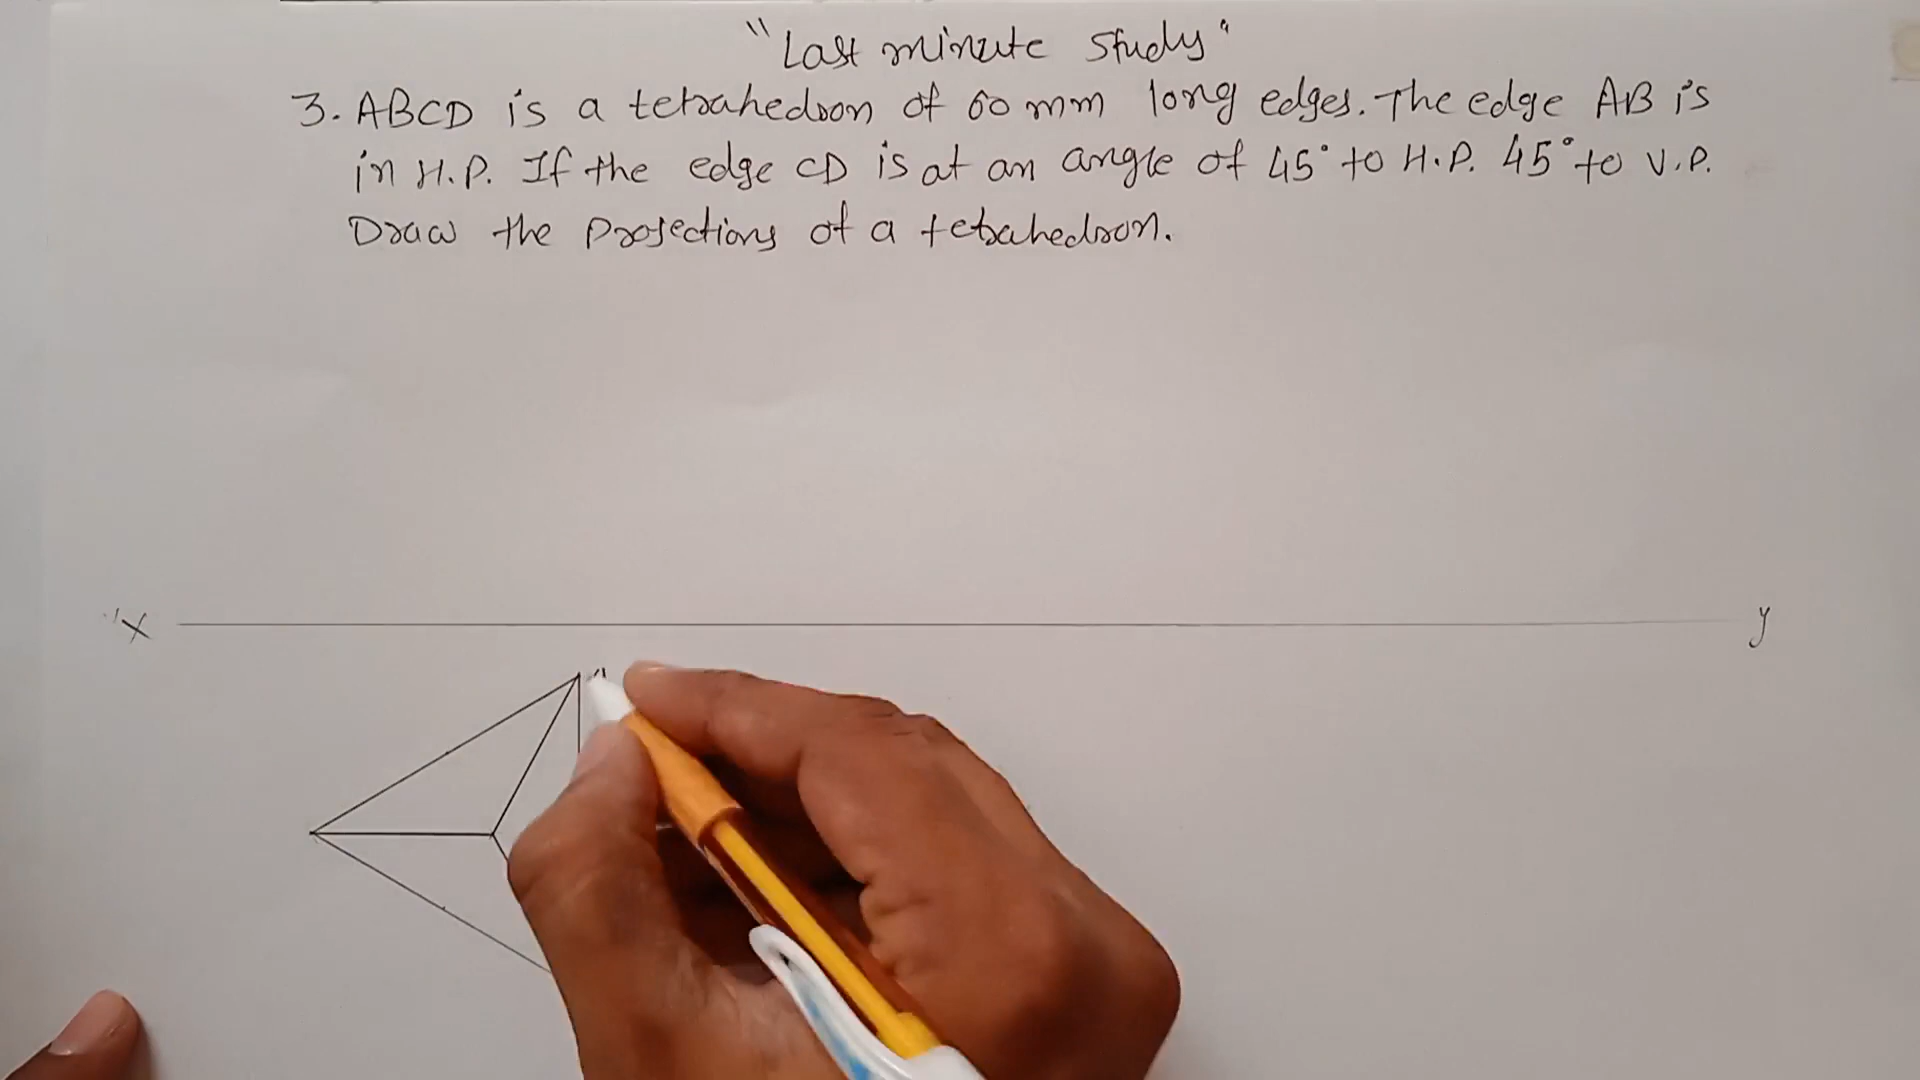 "Last minute study"
3. ABCD is a tetrahedron of 60 mm long edges. The edge AB is
in H.P. If the edge CD is at an angle of 45° to H.P. 45° to V.P.
Draw the Projections of a tetrahedron.
X
y